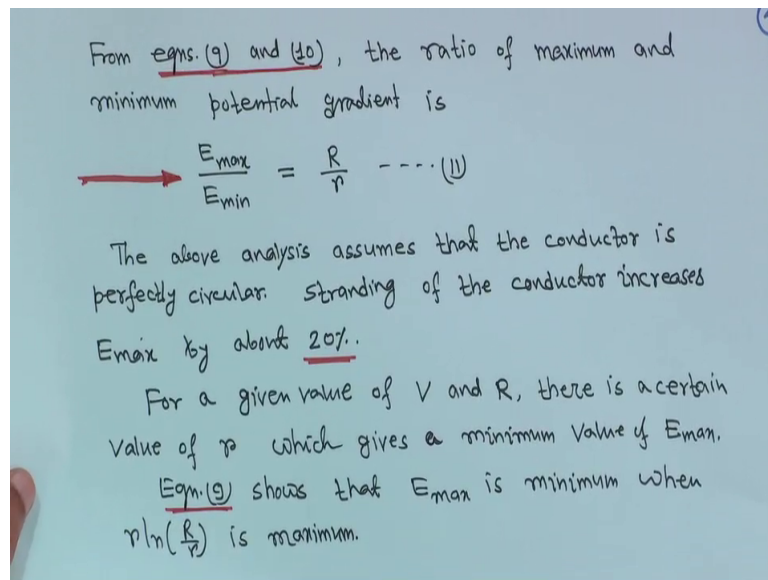 From eqns. (9) and (10), the ratio of maximum and
minimum potential gradient is
E max / E min = R / r ---- (11)
The above analysis assumes that the conductor is
perfectly circular. Stranding of the conductor increases
Emax by about 20%.
For a given value of V and R, there is a certain
value of r which gives a minimum value of Emax.
Eqn. (9) shows that Emax is minimum when
r ln(R/r) is maximum.